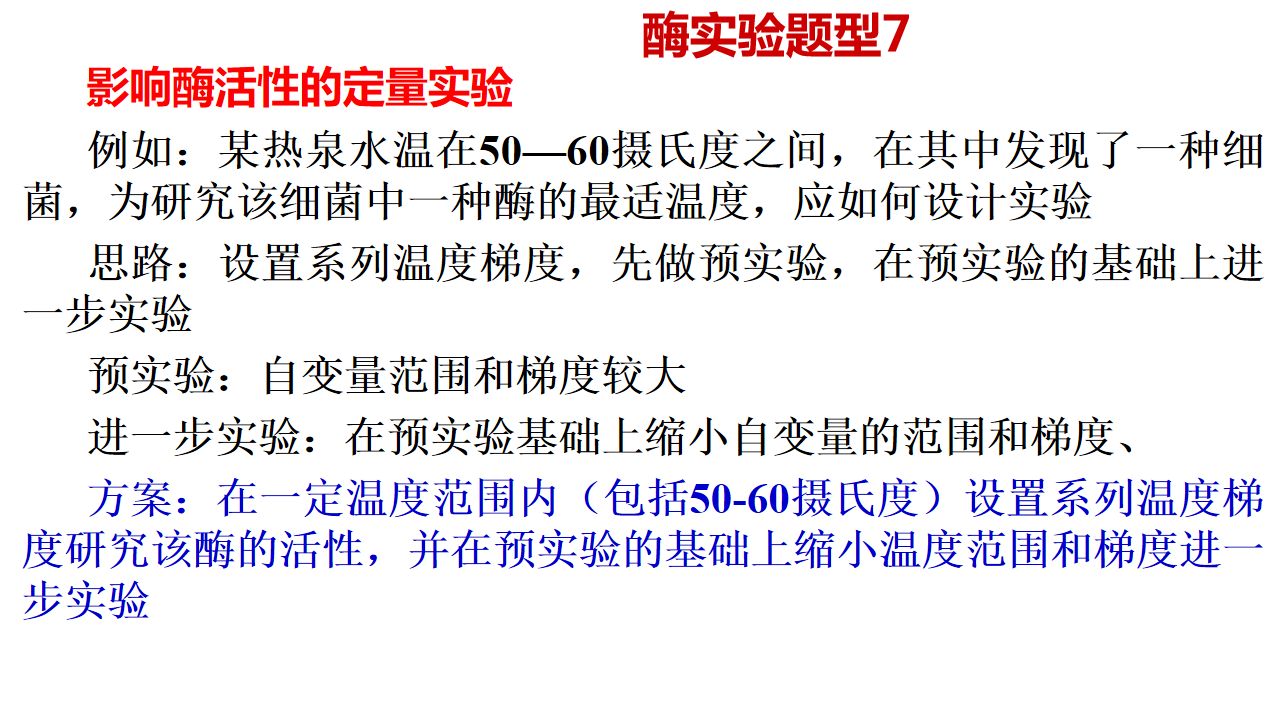 酶实验题型7
影响酶活性的定量实验
例如：某热泉水温在50—60摄氏度之间，在其中发现了一种细
菌，为研究该细菌中一种酶的最适温度，应如何设计实验
思路：设置系列温度梯度，先做预实验，在预实验的基础上进
一步实验
预实验：自变量范围和梯度较大
进一步实验：在预实验基础上缩小自变量的范围和梯度、
方案：在一定温度范围内（包括50-60摄氏度）设置系列温度梯
度研究该酶的活性，并在预实验的基础上缩小温度范围和梯度进一
步实验